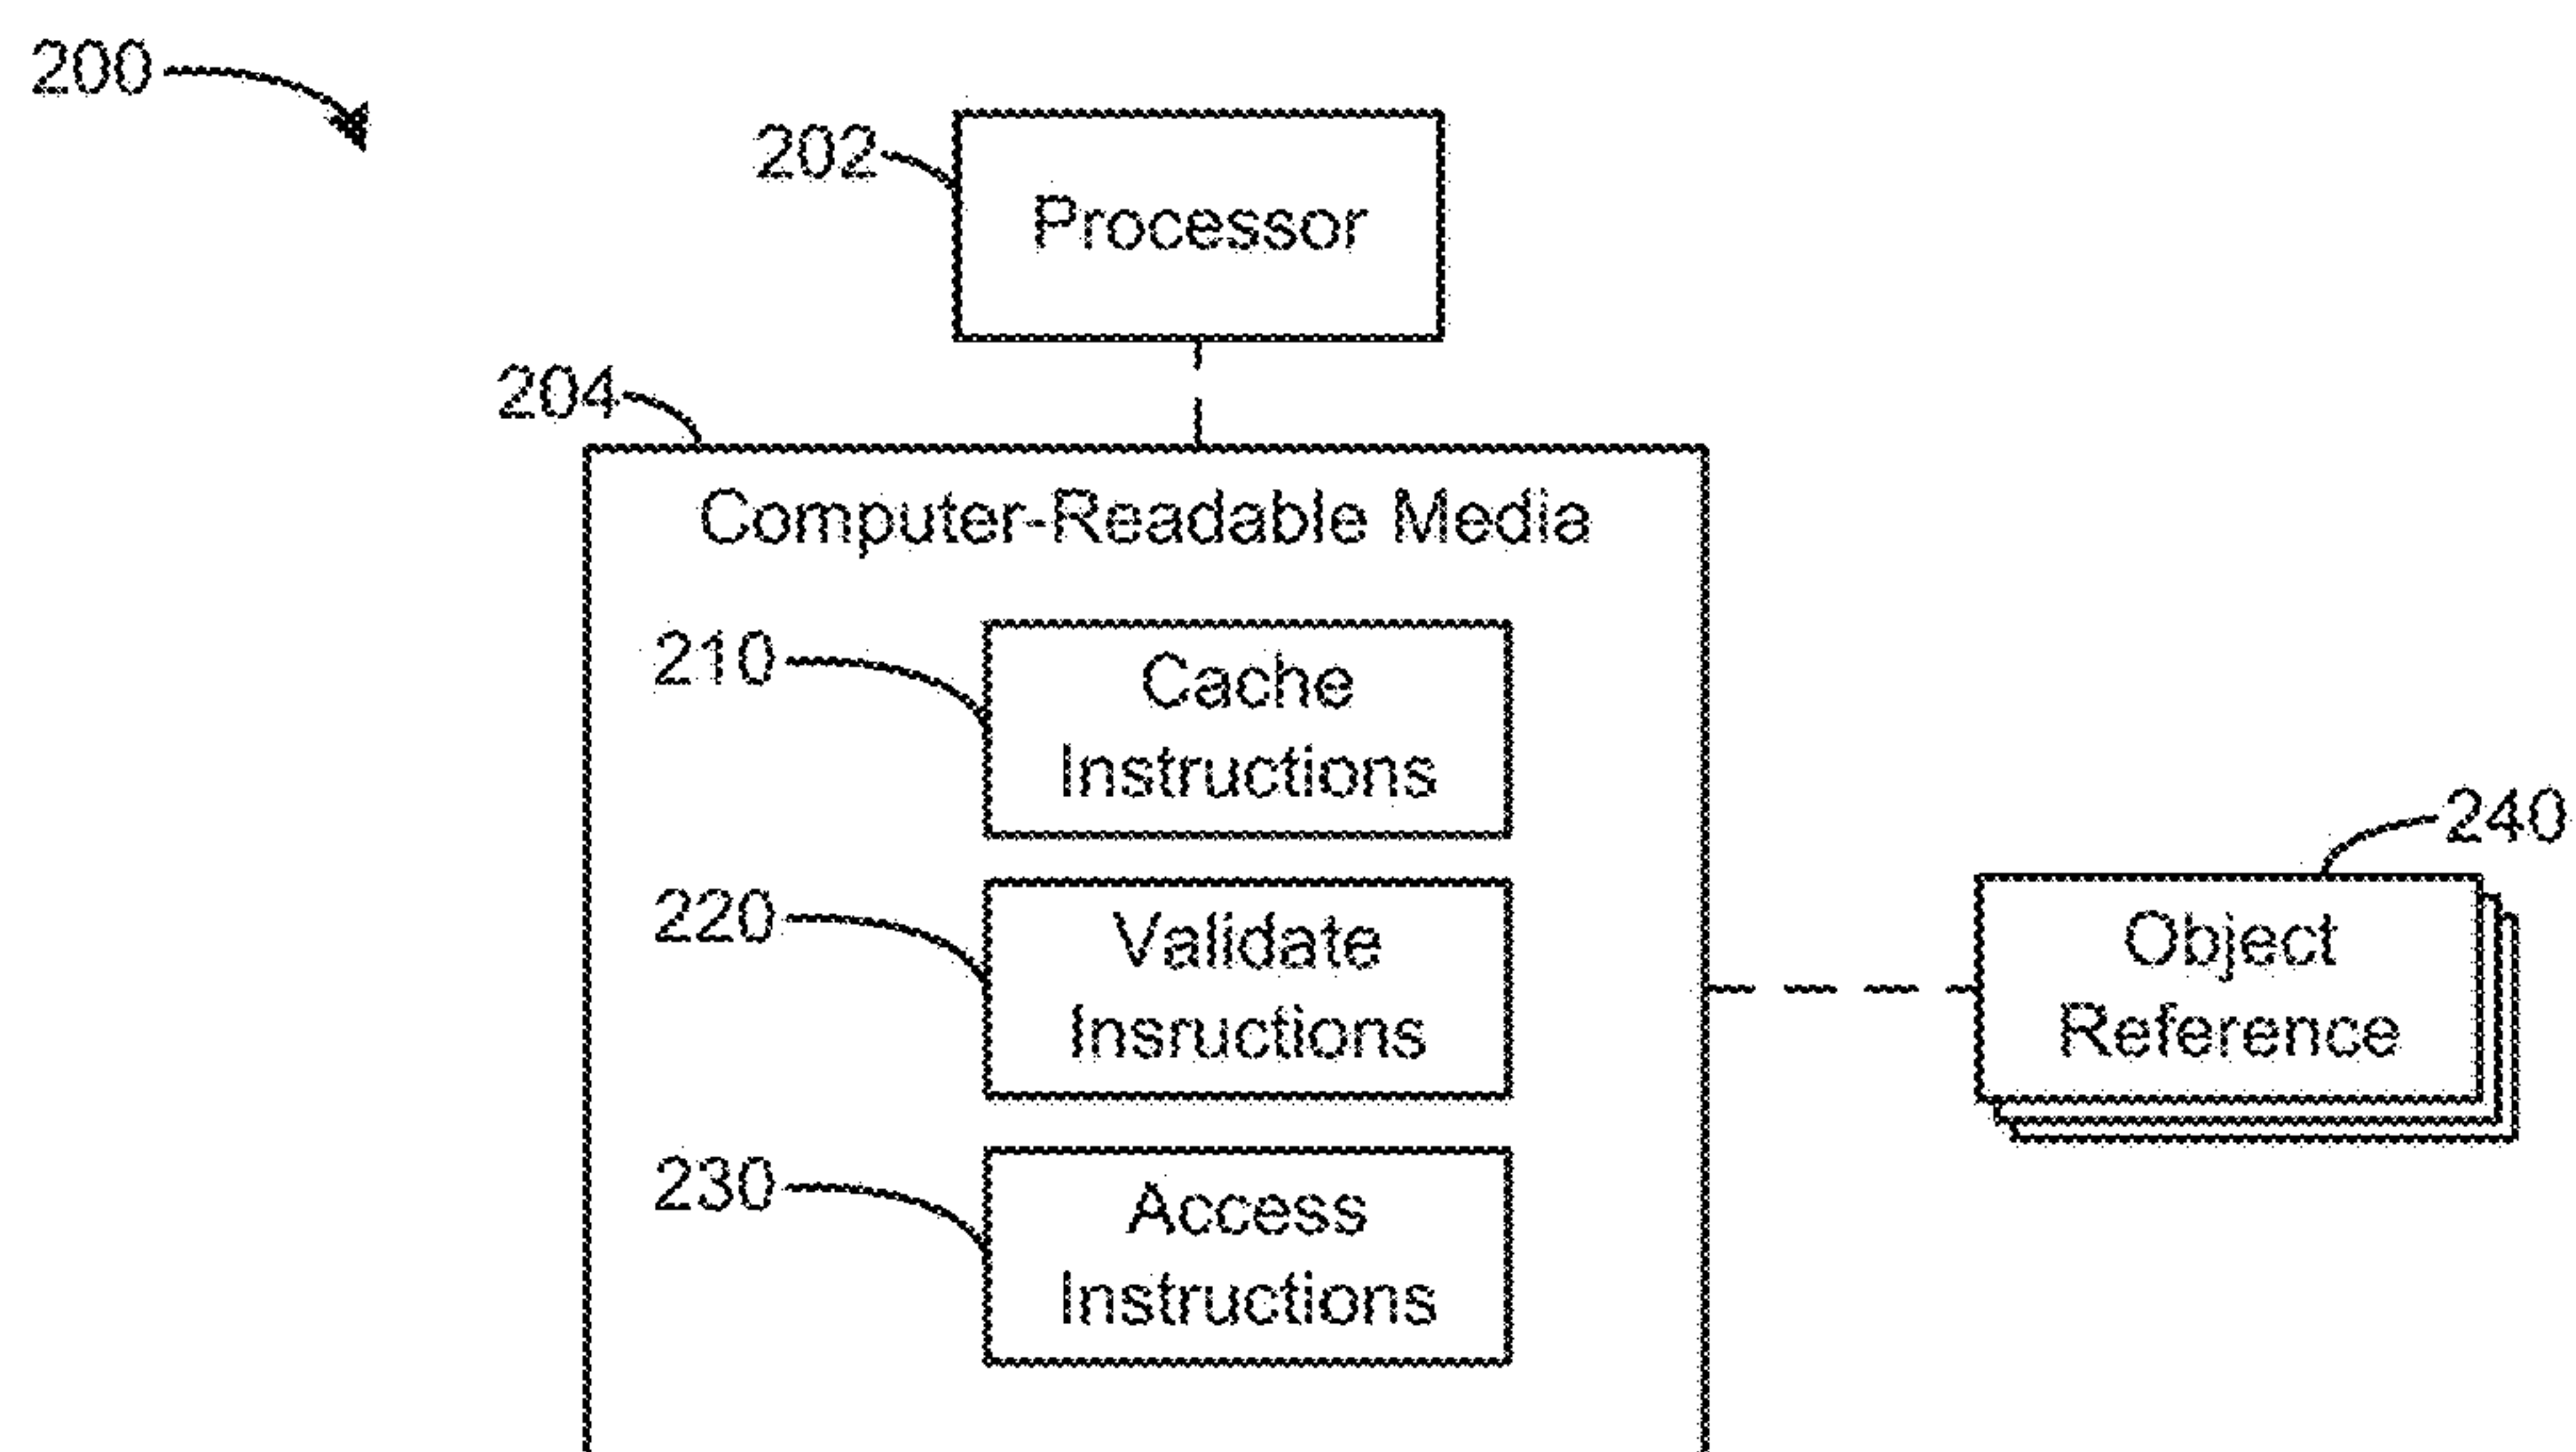 200
202
Processor
204
Computer-Readable Media
210
Cache
Instructions
220
Validate
Insructions
230
Access
Instructions
240
Object
Reference